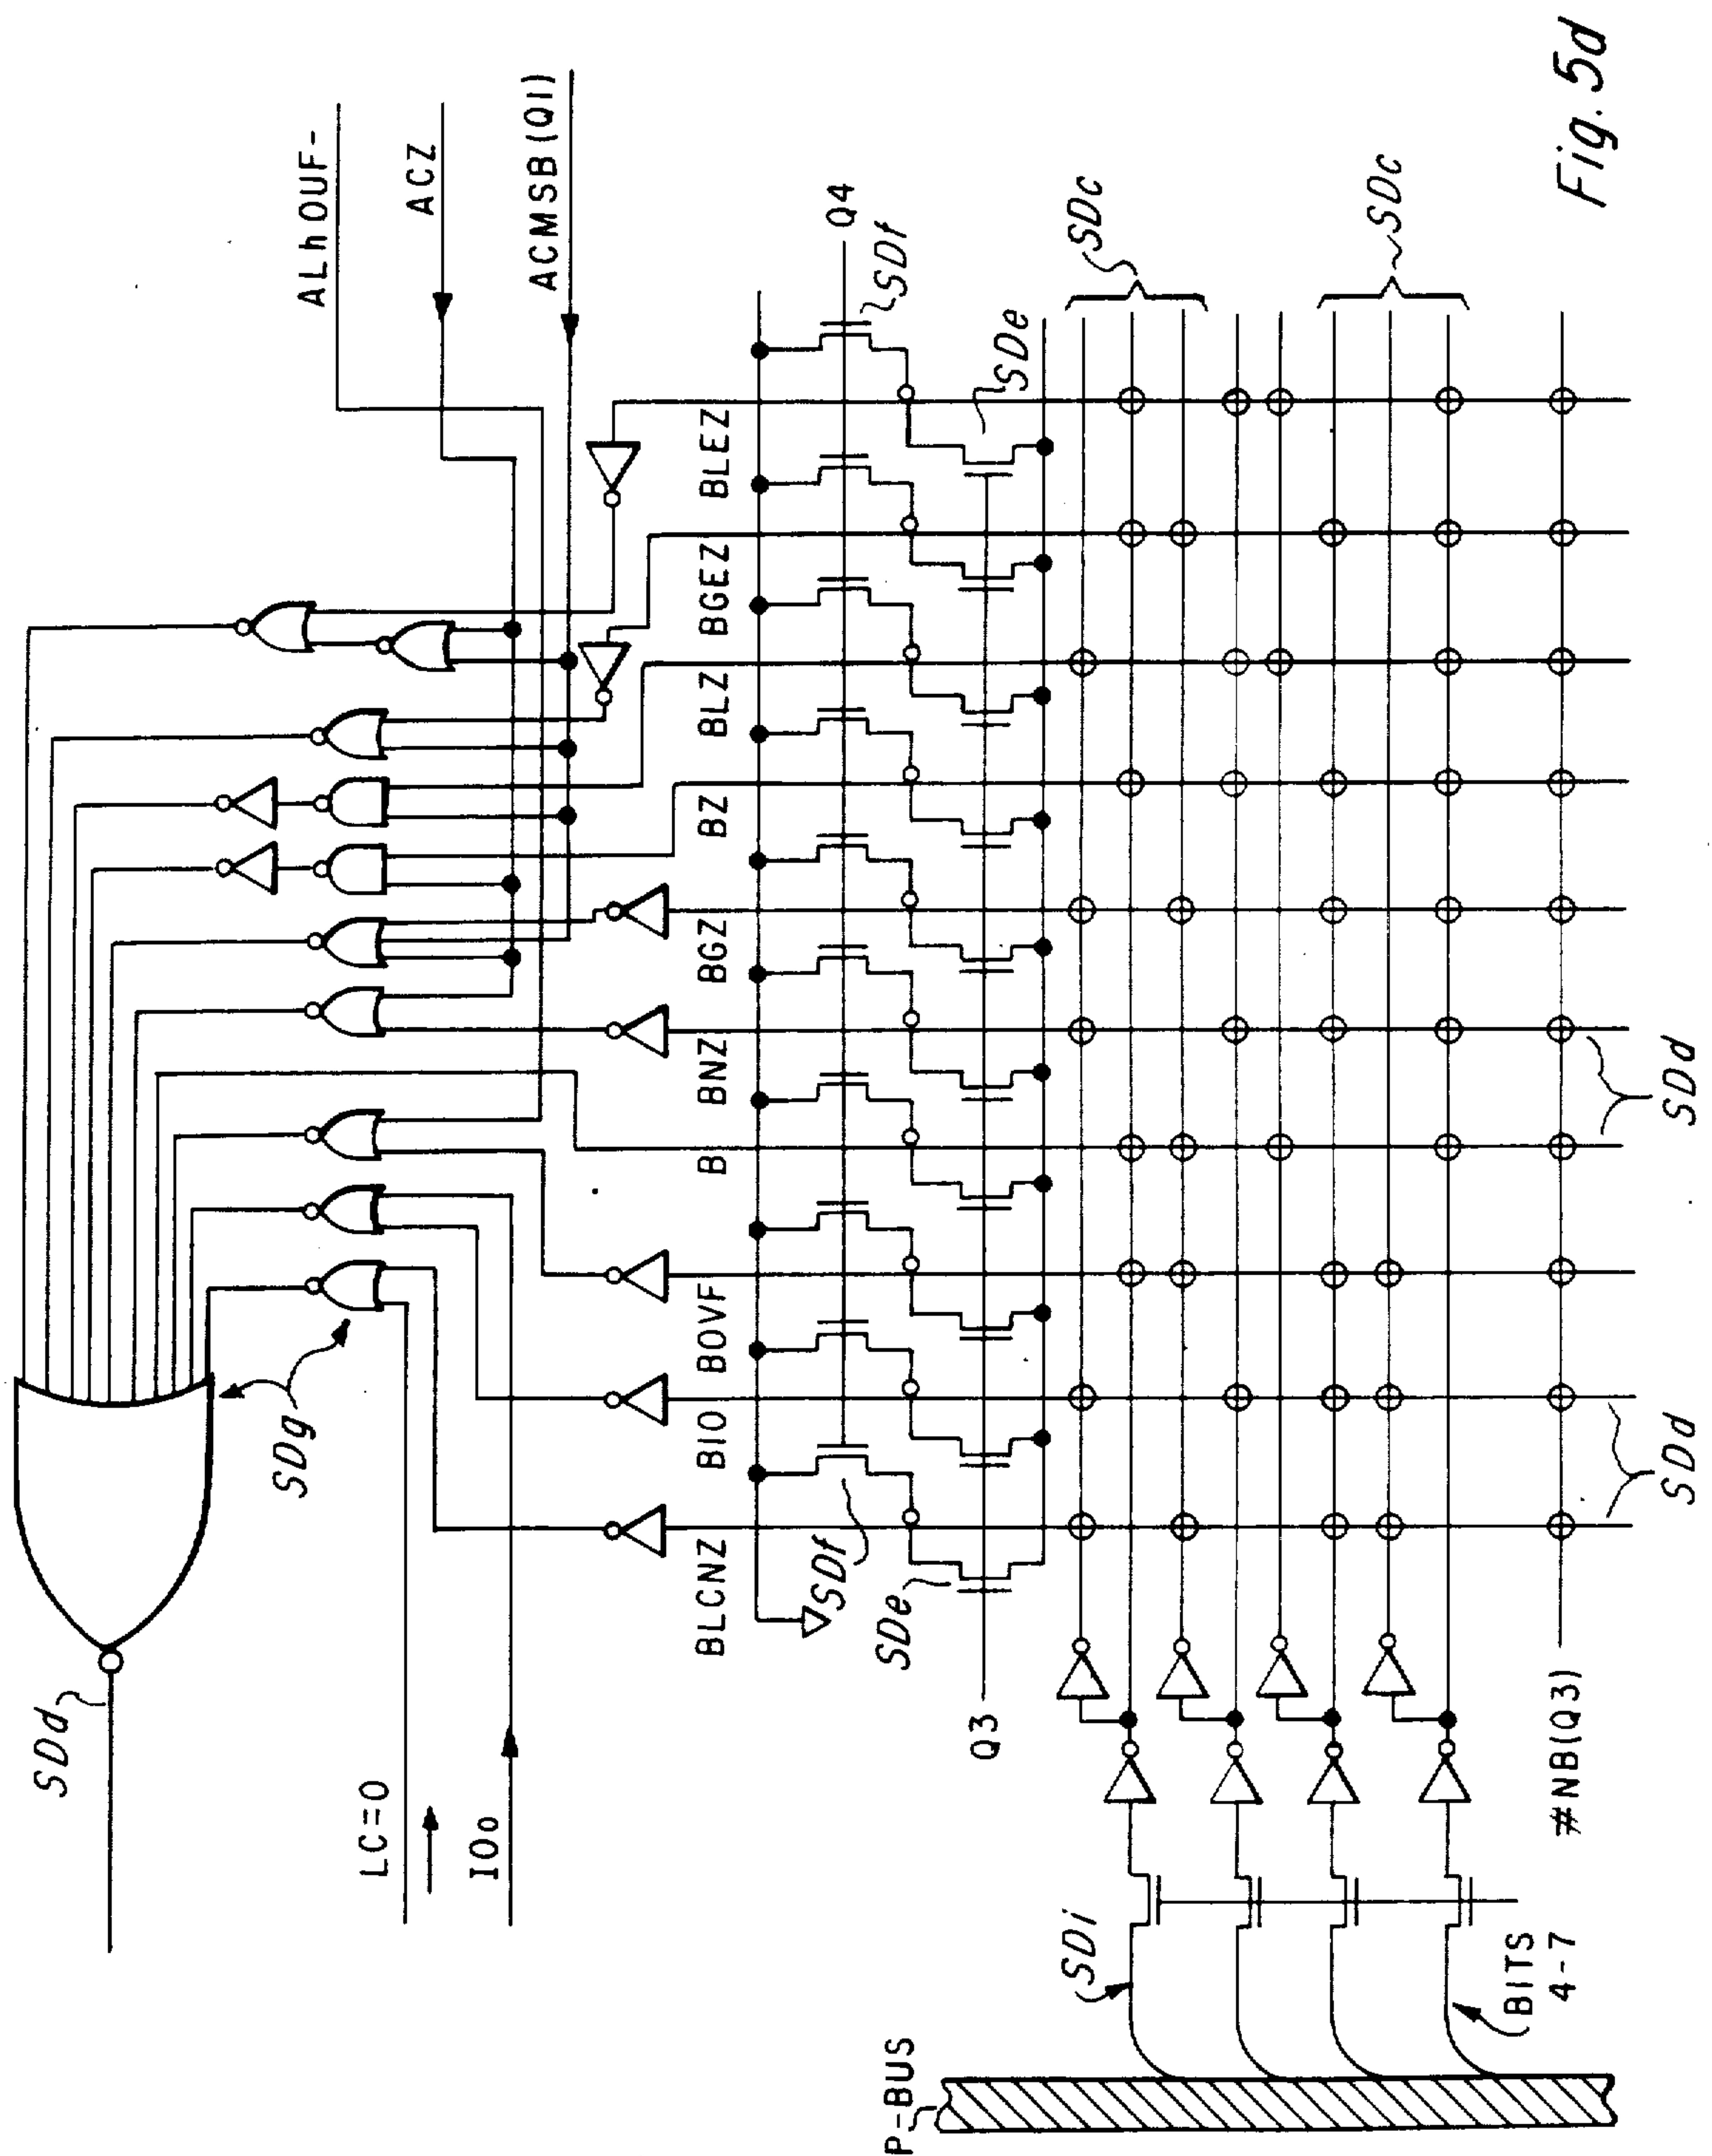 Fig. 5d
ALhOUF-
ACZ
ACMSB(Q1)
Q4
SDf
SDe
SDc
SDc
BLEZ
BGEZ
BLZ
BZ
BGZ
BNZ
B
BOVF
BIO
BLCNZ
SDg
SDd
SDd
SDd
SDf
SDe
Q3
LC=0
IOo
#NB(Q3)
SDi
BITS
4-7
P-BUS